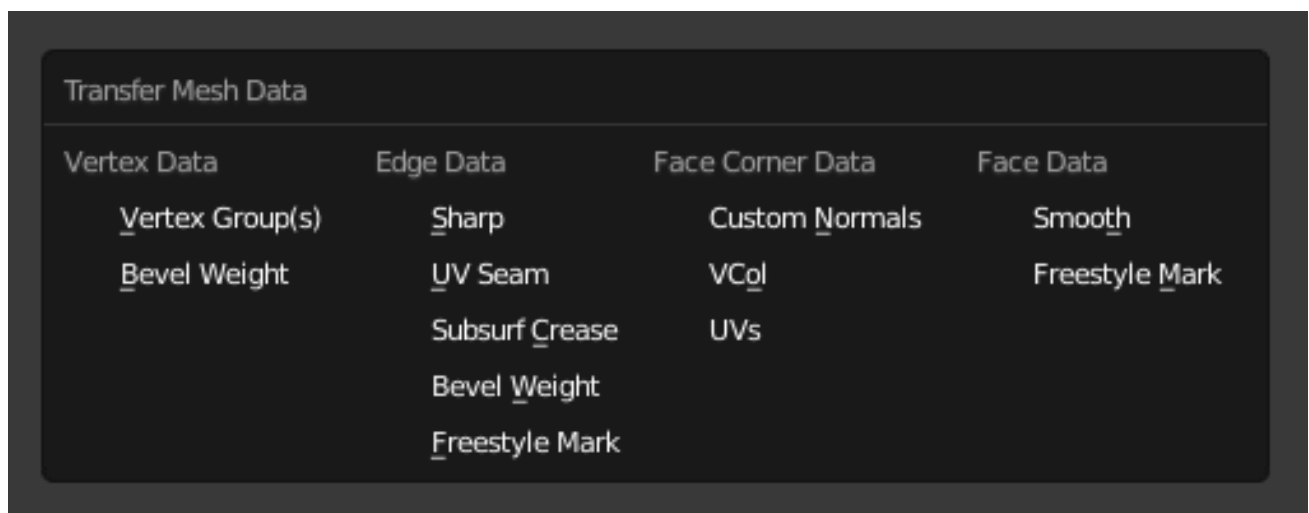 Transfer Mesh Data
Vertex Data Edge Data Face Corner Data Face Data
Vertex Group(s) Sharp Custom Normals Smooth
Bevel Weight UV Seam VCol Freestyle Mark
Subsurf Crease UVs
Bevel Weight
Freestyle Mark